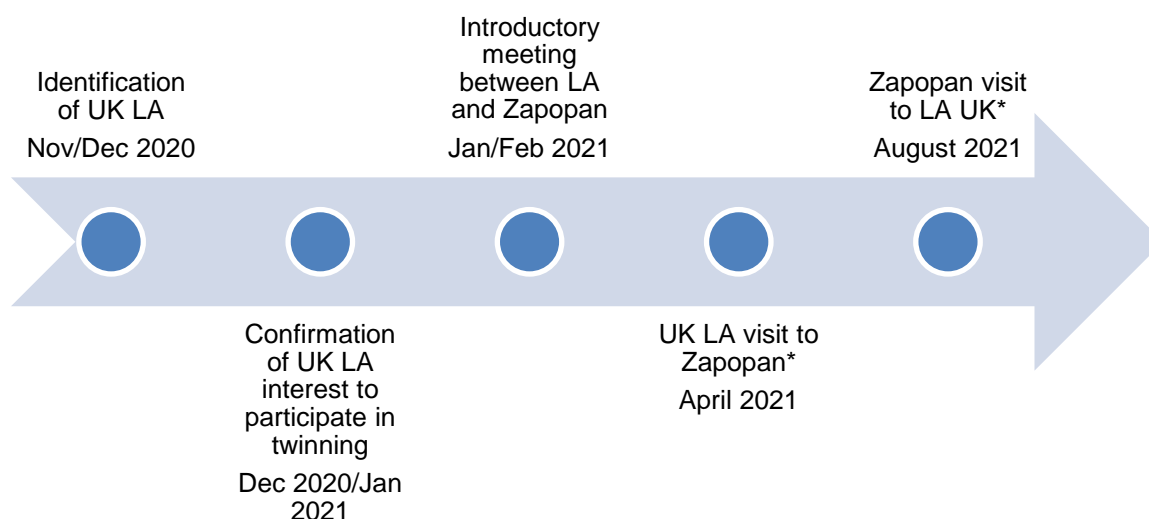 Identification
of UK LA
Nov/Dec 2020
Confirmation
of UK LA
interest to
participate in
twinning
Dec 2020/Jan
2021
Introductory
meeting
between LA
and Zapopan
Jan/Feb 2021
UK LA visit to
Zapopan*
April 2021
Zapopan visit
to LA UK*
August 2021